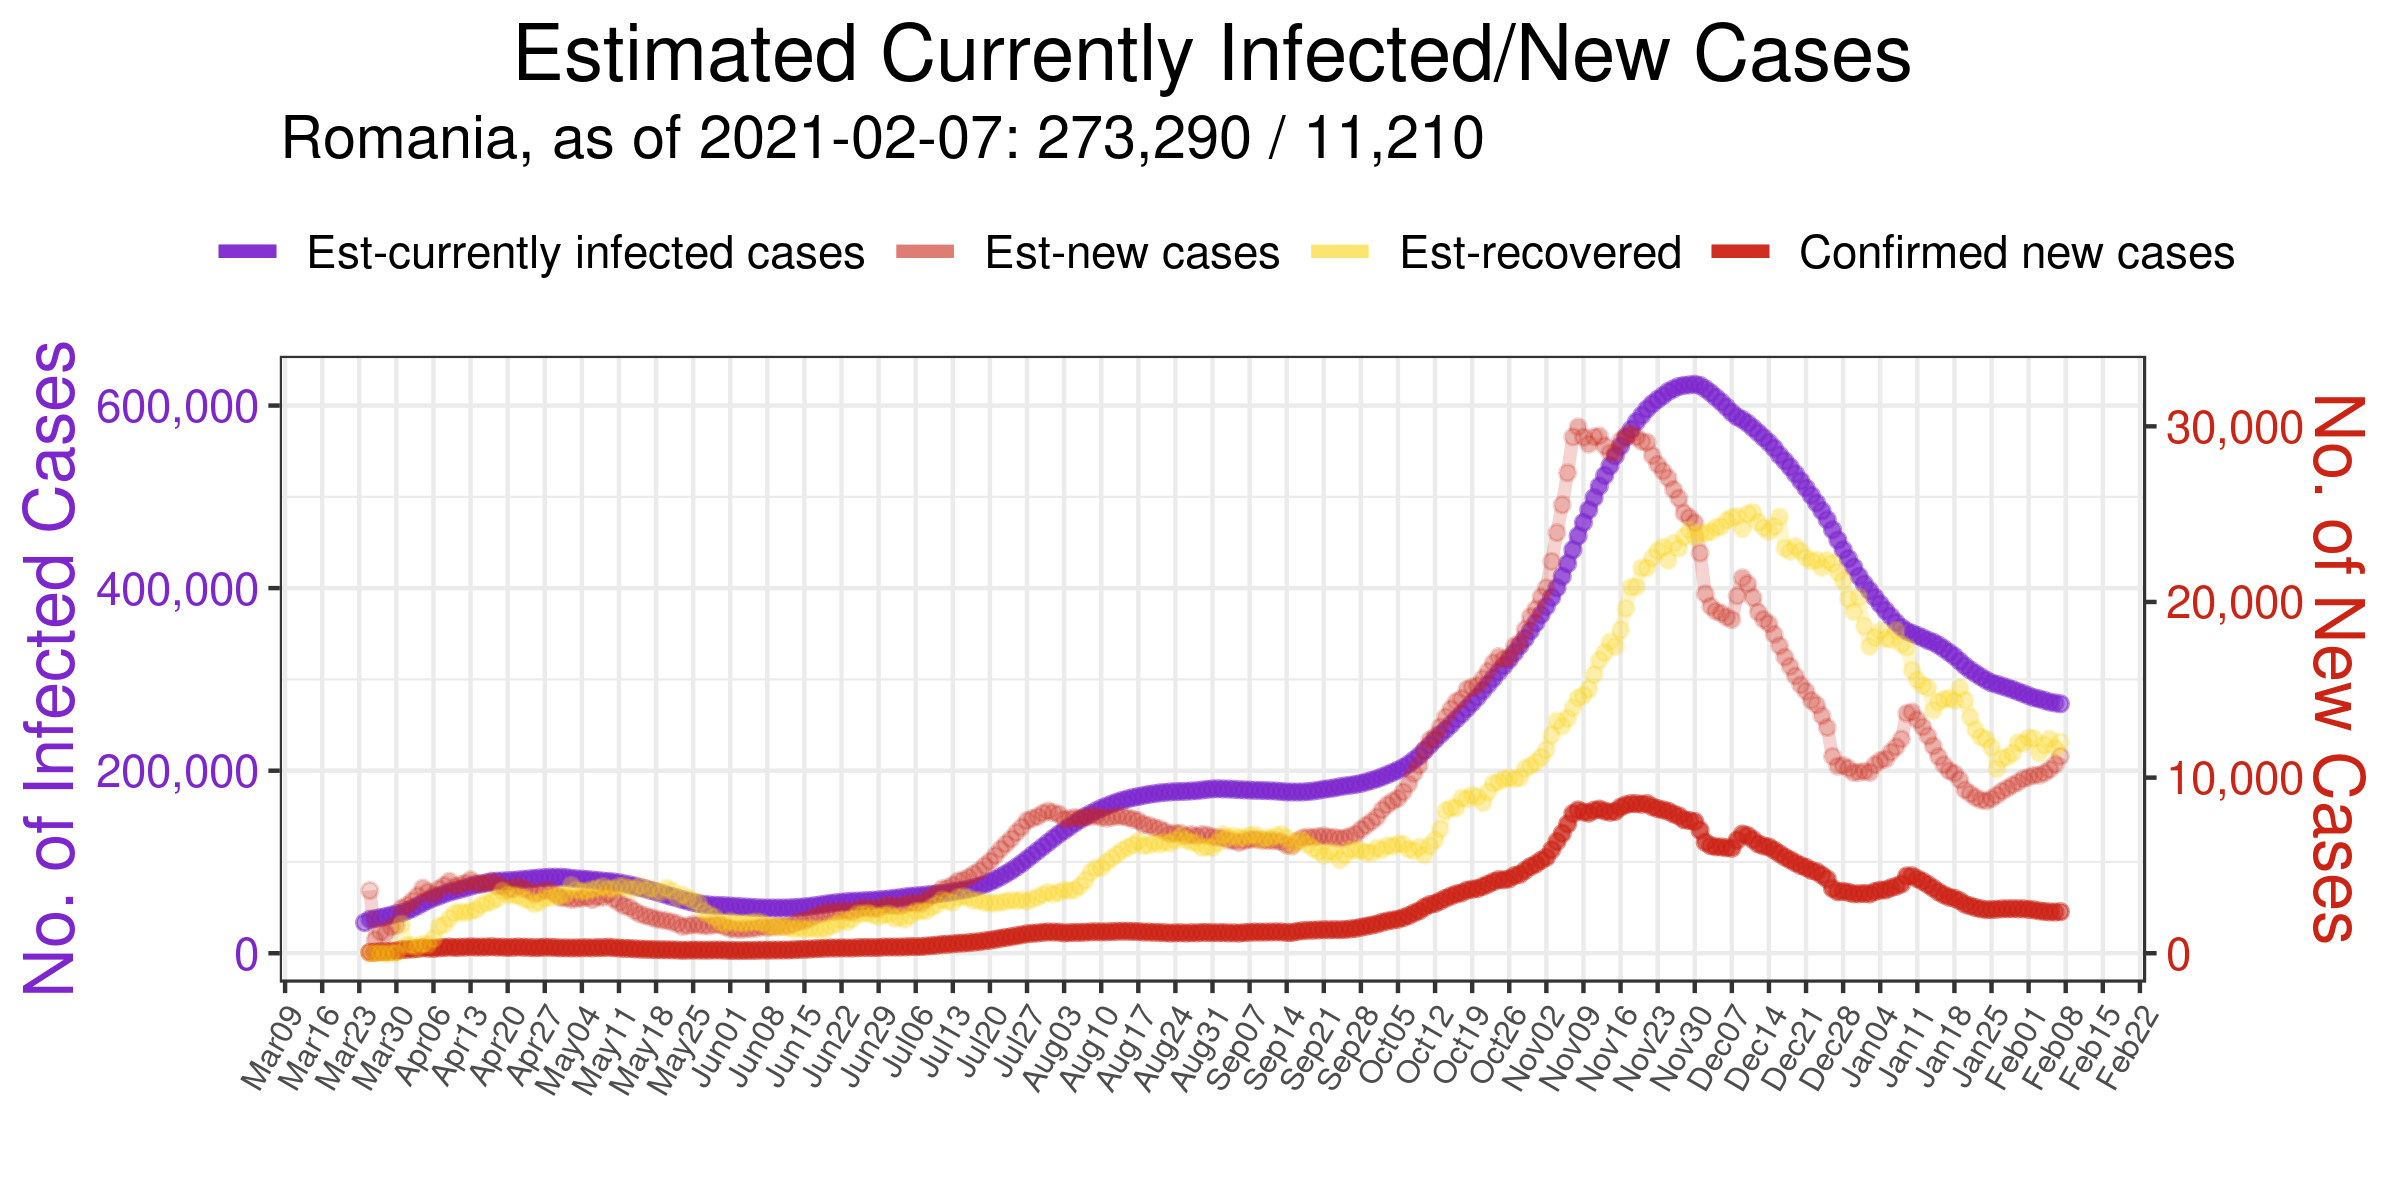 Estimated Currently Infected/New Cases
Romania, as of 2021-02-07: 273,290 / 11,210
Est-currently infected cases
Est-new cases
Est-recovered
Confirmed new cases
No. of Infected Cases
600,000
400,000
200,000
0
30,000
20,000
10,000
0
No. of New Cases
Mar09
Mar16
Mar23
Mar30
Apr06
Apr13
Apr20
Apr27
May04
May11
May18
May25
Jun01
Jun08
Jun15
Jun22
Jun29
Jul06
Jul13
Jul20
Jul27
Aug03
Aug10
Aug17
Aug24
Aug31
Sep07
Sep14
Sep21
Sep28
Oct05
Oct12
Oct19
Oct26
Nov02
Nov09
Nov16
Nov23
Nov30
Dec07
Dec14
Dec21
Dec28
Jan04
Jan11
Jan18
Jan25
Feb01
Feb08
Feb15
Feb22